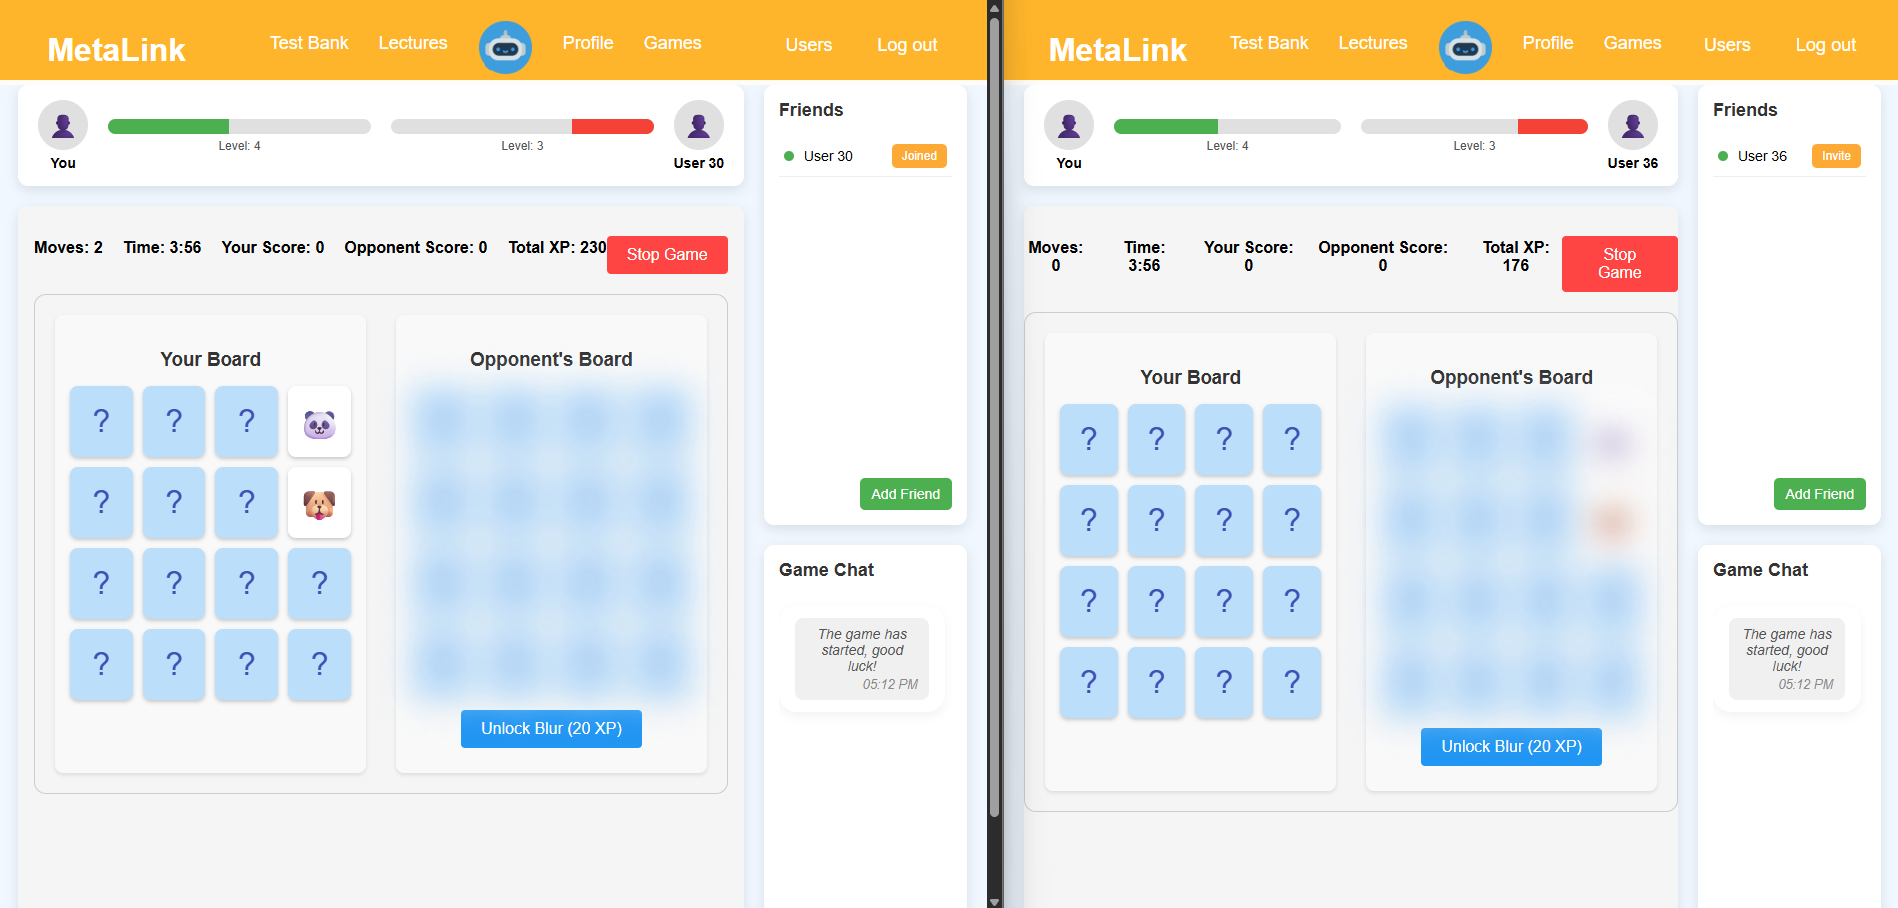 MetaLink
Test Bank
Lectures
Profile
Games
Users
Log out
You
Level: 4
Level: 3
User 30
Moves: 2
Time: 3:56
Your Score: 0
Opponent Score: 0
Total XP: 230
Stop Game
Your Board
? ? ?
? ? ?
? ? ? ?
? ? ? ?
Opponent's Board
Unlock Blur (20 XP)
Friends
User 30
Joined
Add Friend
Game Chat
The game has
started, good
luck!
05:12 PM
MetaLink
Test Bank
Lectures
Profile
Games
Users
Log out
You
Level: 4
Level: 3
User 36
Moves:
0
Time:
3:56
Your Score:
0
Opponent Score:
0
Total XP:
176
Stop
Game
Your Board
? ? ? ?
? ? ? ?
? ? ? ?
? ? ? ?
Opponent's Board
Unlock Blur (20 XP)
Friends
User 36
Invite
Add Friend
Game Chat
The game has
started, good
luck!
05:12 PM